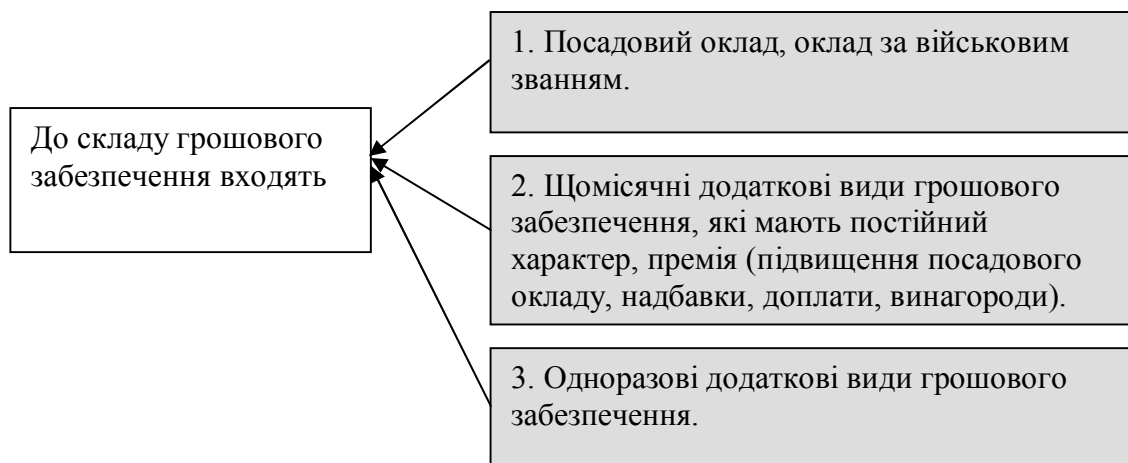 До складу грошового
забезпечення входять
1. Посадовий оклад, оклад за військовим
званням.
2. Щомісячні додаткові види грошового
забезпечення, які мають постійний
характер, премія (підвищення посадового
окладу, надбавки, доплати, винагороди).
3. Одноразові додаткові види грошового
забезпечення.